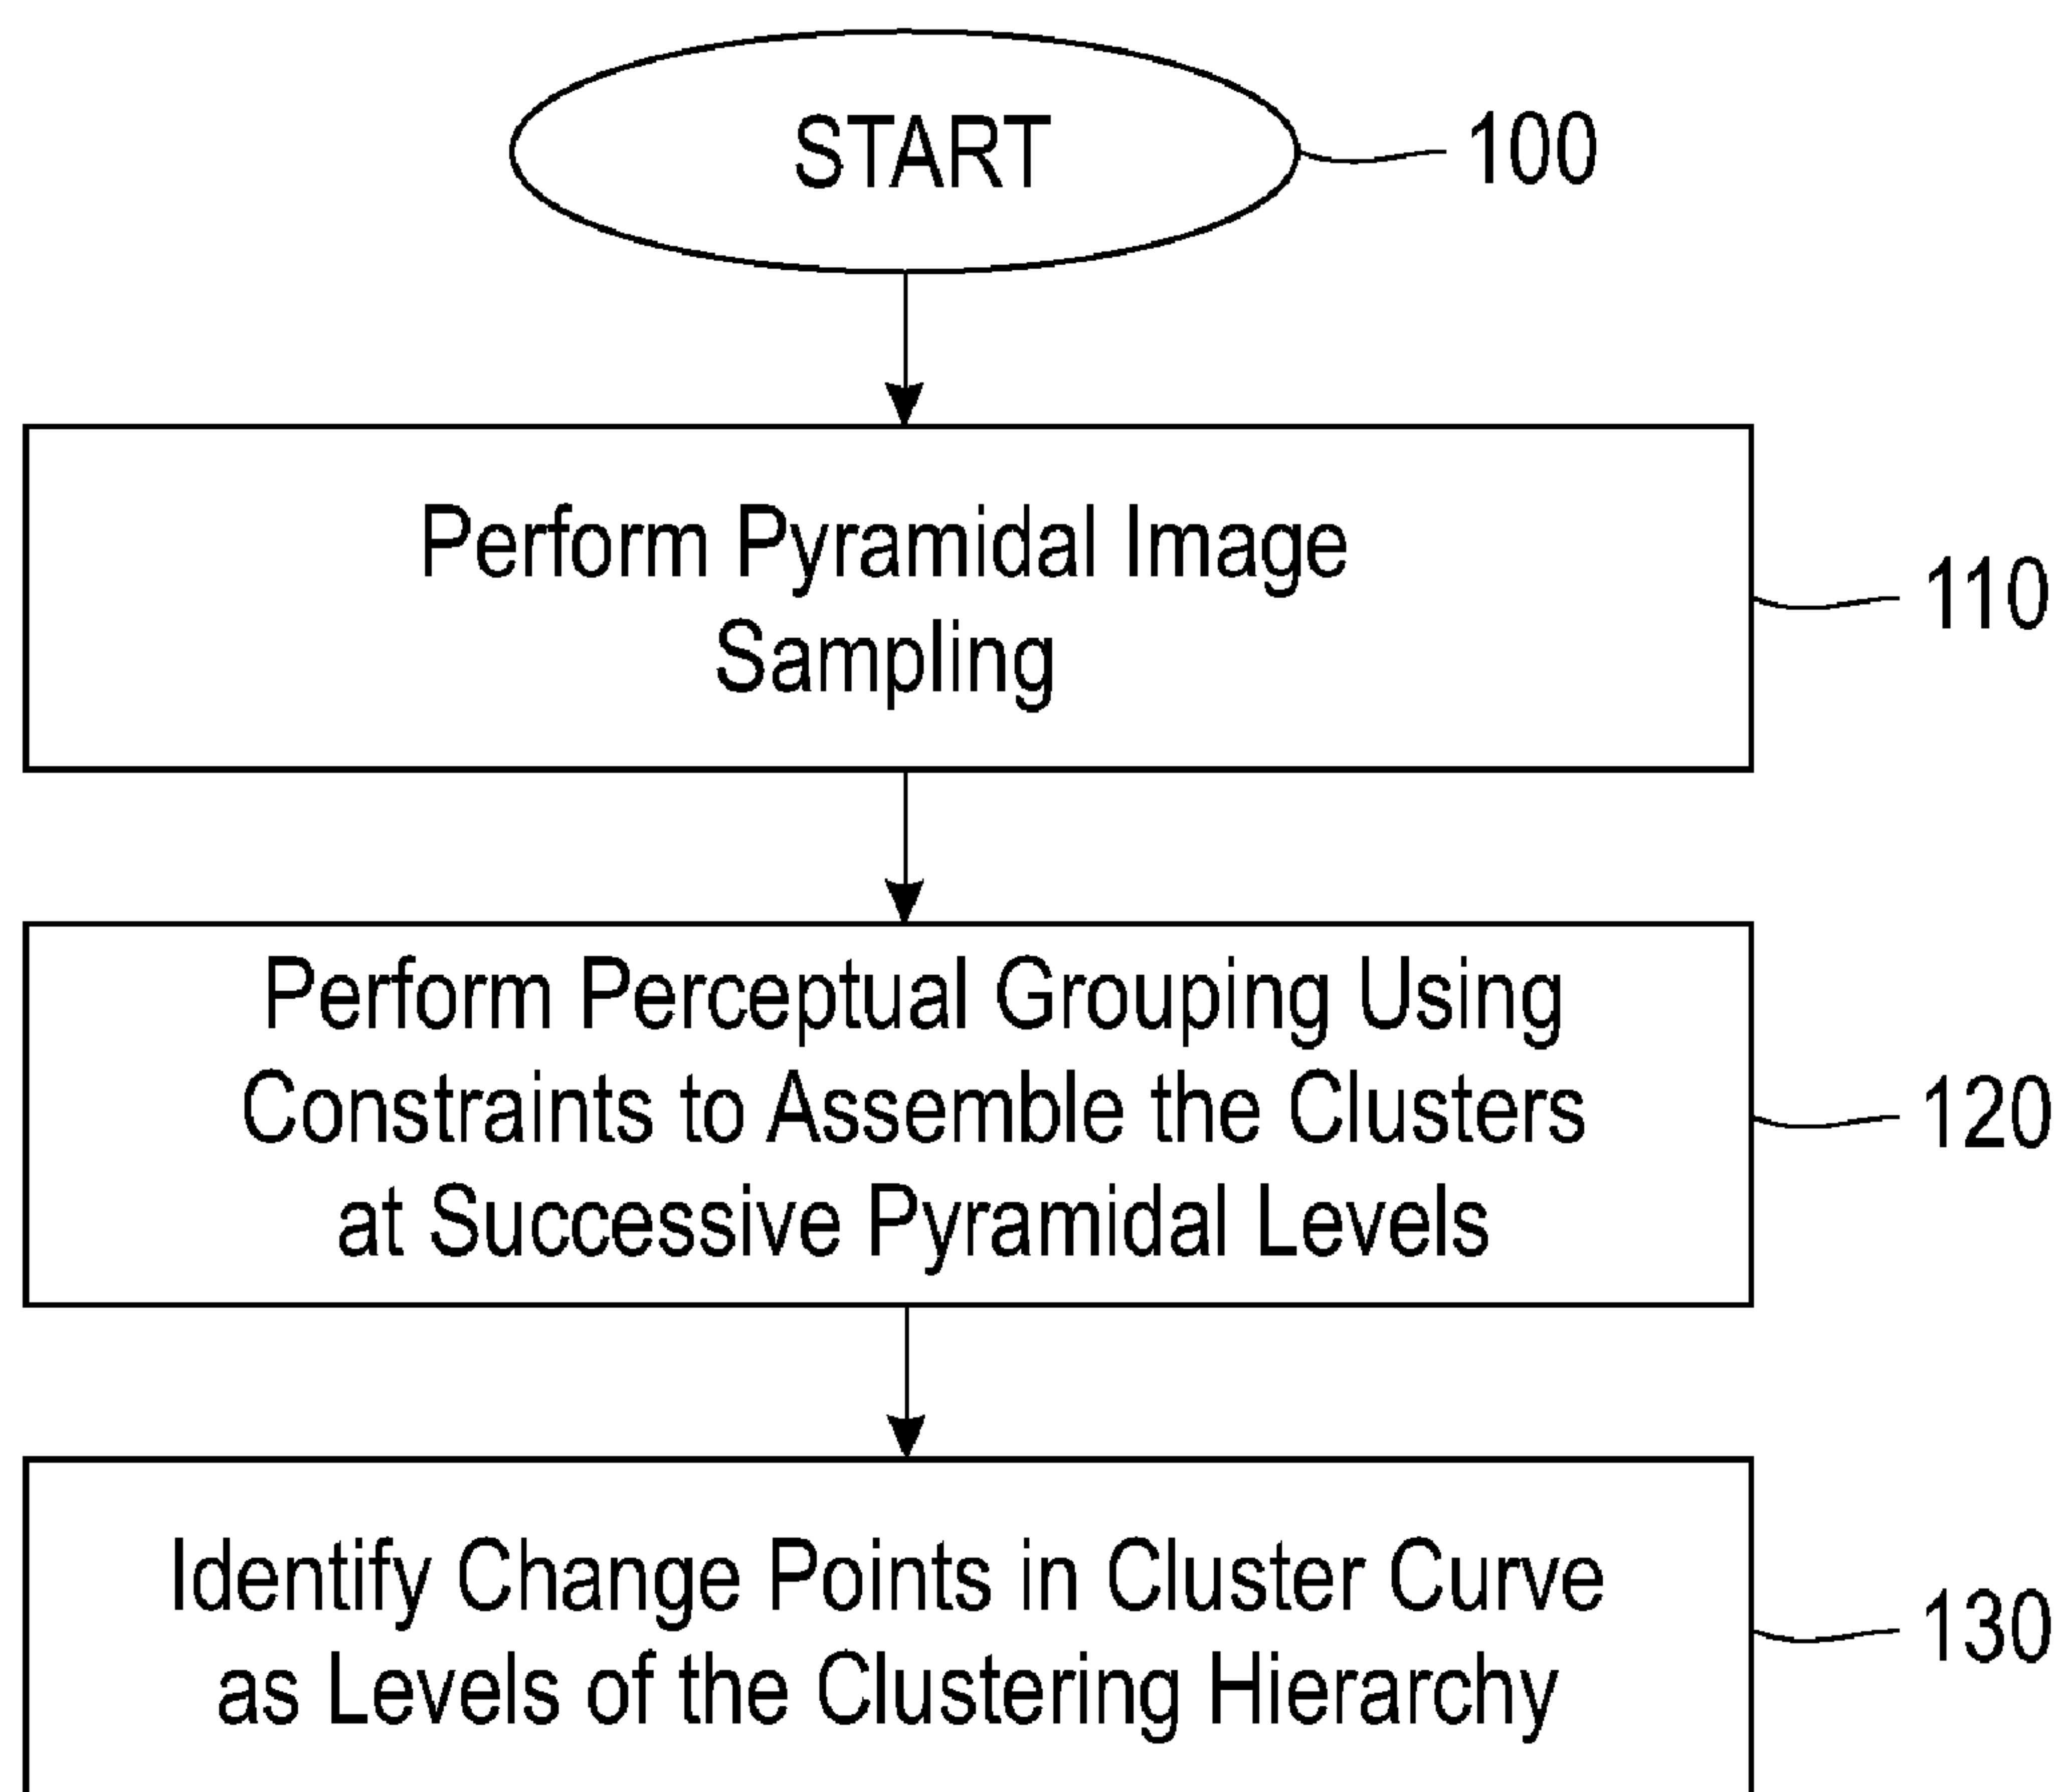 START
100
Perform Pyramidal Image
Sampling
110
Perform Perceptual Grouping Using
Constraints to Assemble the Clusters
at Successive Pyramidal Levels
120
Identify Change Points in Cluster Curve
as Levels of the Clustering Hierarchy
130